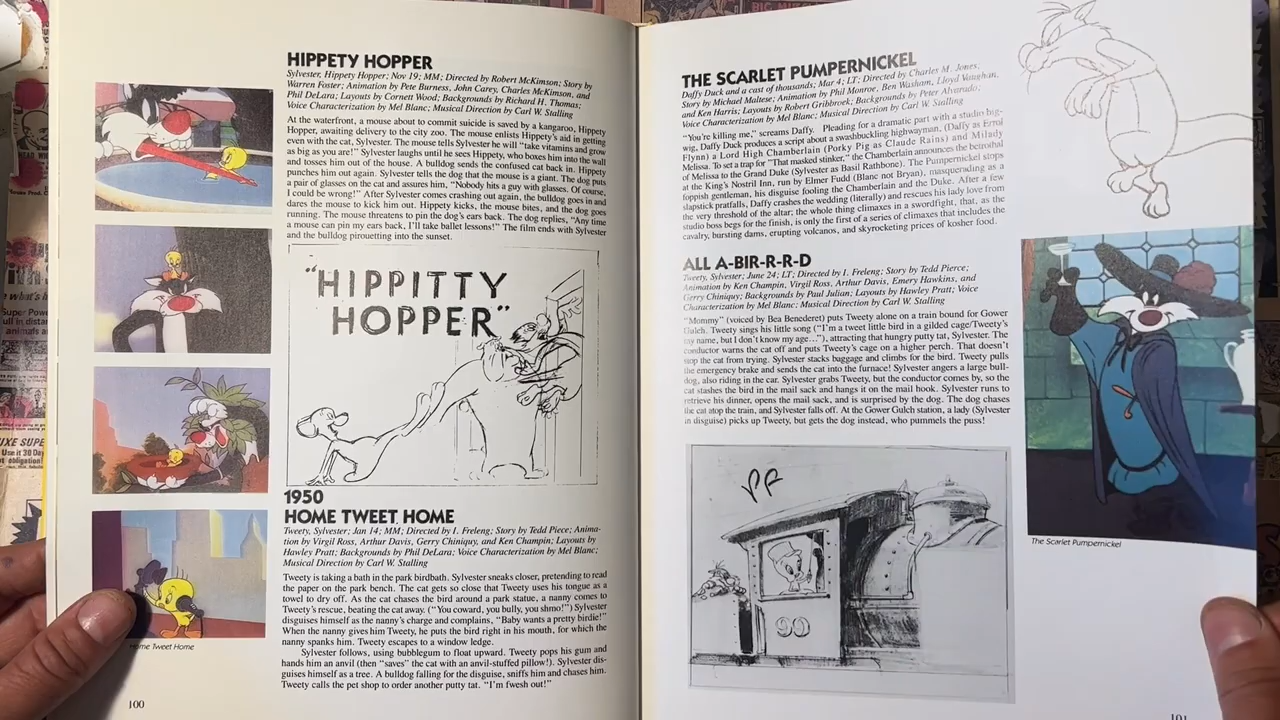 HIPPETY HOPPER
Sylvester, Hippety Hopper; Nov 19; MM; Directed by Robert McKimson; Story by
Warren Foster; Animation by Pete Burness, John Carey, Charles McKimson, and
Phil DeLara; Layouts by Cornett Wood; Backgrounds by Richard H. Thomas;
Voice Characterization by Mel Blanc; Musical Direction by Carl W. Stalling
At the waterfront, a mouse about to commit suicide is saved by a kangaroo, Hippety
Hopper, awaiting delivery to the city zoo. The mouse enlists Hippety's aid in getting
even with the cat, Sylvester. The mouse tells Sylvester he will "take vitamins and grow
as big as you are!" Sylvester laughs until he sees Hippety, who boxes him into the wall
and tosses him out of the house. A bulldog sends the confused cat back in. Hippety
punches him out again. Sylvester tells the dog that the mouse is a giant. The dog puts
a pair of glasses on the cat and assures him, "Nobody hits a guy with glasses. Of course,
I could be wrong!" After Sylvester comes crashing out again, the bulldog goes in and
dares the mouse to kick him out. Hippety kicks, the mouse bites, and the dog goes
running. The mouse threatens to pin the dog's ears back. The dog replies, "Any time
a mouse can pin my ears back, I'll take ballet lessons!" The film ends with Sylvester
and the bulldog pirouetting into the sunset.
"HIPPITTY
HOPPER"
1950
HOME TWEET HOME
Tweety, Sylvester; Jan 14; MM; Directed by I. Freleng; Story by Tedd Piece; Anima-
tion by Virgil Ross, Arthur Davis, Gerry Chiniquy, and Ken Champin; Layouts by
Hawley Pratt; Backgrounds by Phil DeLara; Voice Characterization by Mel Blanc;
Musical Direction by Carl W. Stalling
Tweety is taking a bath in the park birdbath. Sylvester sneaks closer, pretending to read
the paper on the park bench. The cat gets so close that Tweety uses his tongue as a
towel to dry off. As the cat chases the bird around a park statue, a nanny comes to
Tweety's rescue, beating the cat away. ("You coward, you bully, you shmo!") Sylvester
disguises himself as the nanny's charge and complains, "Baby wants a pretty birdie!"
When the nanny gives him Tweety, he puts the bird right in his mouth, for which the
nanny spanks him. Tweety escapes to a window ledge.
Sylvester follows, using bubblegum to float upward. Tweety pops his gum and
hands him an anvil (then "saves" the cat with an anvil-stuffed pillow!). Sylvester dis-
guises himself as a tree. A bulldog falling for the disguise, sniffs him and chases him.
Tweety calls the pet shop to order another putty tat. "I'm fwesh out!"
Home Tweet Home
100
THE SCARLET PUMPERNICKEL
Daffy Duck and a cast of thousands; Mar 4; LT; Directed by Charles M. Jones;
Story by Michael Maltese; Animation by Phil Monroe, Ben Washam, Lloyd Vaughan,
and Ken Harris; Layouts by Robert Gribbroek; Backgrounds by Peter Alvarado;
Voice Characterization by Mel Blanc; Musical Direction by Carl W. Stalling
"You're killing me," screams Daffy. Pleading for a dramatic part with a studio big-
wig, Daffy Duck produces a script about a swashbuckling highwayman, (Daffy as Errol
Flynn) a Lord High Chamberlain (Porky Pig as Claude Rains) and Milady
Melissa. To set a trap for "That masked stinker," the Chamberlain announces the betrothal
of Melissa to the Grand Duke (Sylvester as Basil Rathbone). The Pumpernickel stops
at the King's Nostril Inn, run by Elmer Fudd (Blanc not Bryan), masquerading as a
foppish gentleman, his disguise fooling the Chamberlain and the Duke. After a few
slapstick pratfalls, Daffy crashes the wedding (literally) and rescues his lady love from
the very threshold of the altar; the whole thing climaxes in a swordfight, that, as the
studio boss begs for the finish, is only the first of a series of climaxes that includes the
cavalry, bursting dams, erupting volcanos, and skyrocketing prices of kosher food.
ALL A-BIR-R-R-D
Tweety, Sylvester; June 24; LT; Directed by I. Freleng; Story by Tedd Pierce;
Animation by Ken Champin, Virgil Ross, Arthur Davis, Emery Hawkins, and
Gerry Chiniquy; Backgrounds by Paul Julian; Layouts by Hawley Pratt; Voice
Characterization by Mel Blanc; Musical Direction by Carl W. Stalling
"Mommy" (voiced by Bea Benederet) puts Tweety alone on a train bound for Gower
Gulch. Tweety sings his little song ("I'm a tweet little bird in a gilded cage/Tweety's
my name, but I don't know my age..."), attracting that hungry putty tat, Sylvester. The
conductor warns the cat off and puts Tweety's cage on a higher perch. That doesn't
stop the cat from trying. Sylvester stacks baggage and climbs for the bird. Tweety pulls
the emergency brake and sends the cat into the furnace! Sylvester angers a large bull-
dog, also riding in the car. Sylvester grabs Tweety, but the conductor comes by, so the
cat stashes the bird in the mail sack and hangs it on the mail hook. Sylvester runs to
retrieve his dinner, opens the mail sack, and is surprised by the dog. The dog chases
the cat atop the train, and Sylvester falls off. At the Gower Gulch station, a lady (Sylvester
in disguise) picks up Tweety, but gets the dog instead, who pummels the puss!
99
The Scarlet Pumpernickel
101